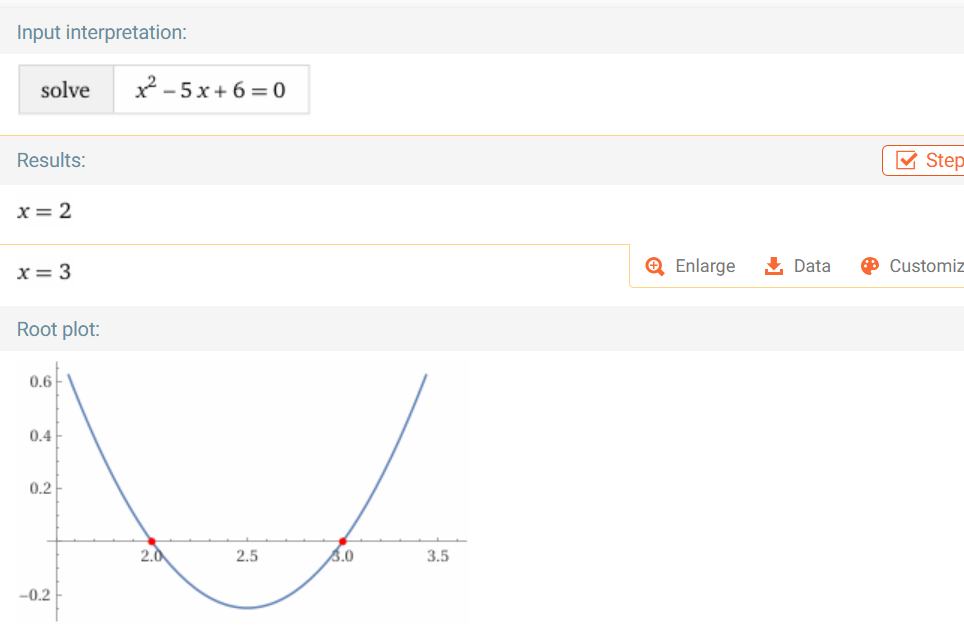 Input interpretation:
solve x² – 5 x + 6 = 0
Results:
Step
x = 2
x = 3
Enlarge Data Customiz
Root plot:
0.6
0.4
0.2
2.0 2.5 3.0 3.5
−0.2